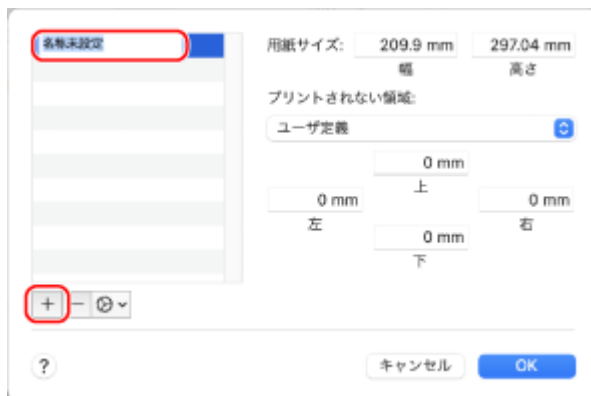 名称未設定
用紙サイズ: 209.9 mm 297.04 mm
幅 高さ
プリントされない領域:
ユーザ定義
0 mm
上
0 mm 0 mm
左 右
0 mm
下
+ −
? キャンセル OK